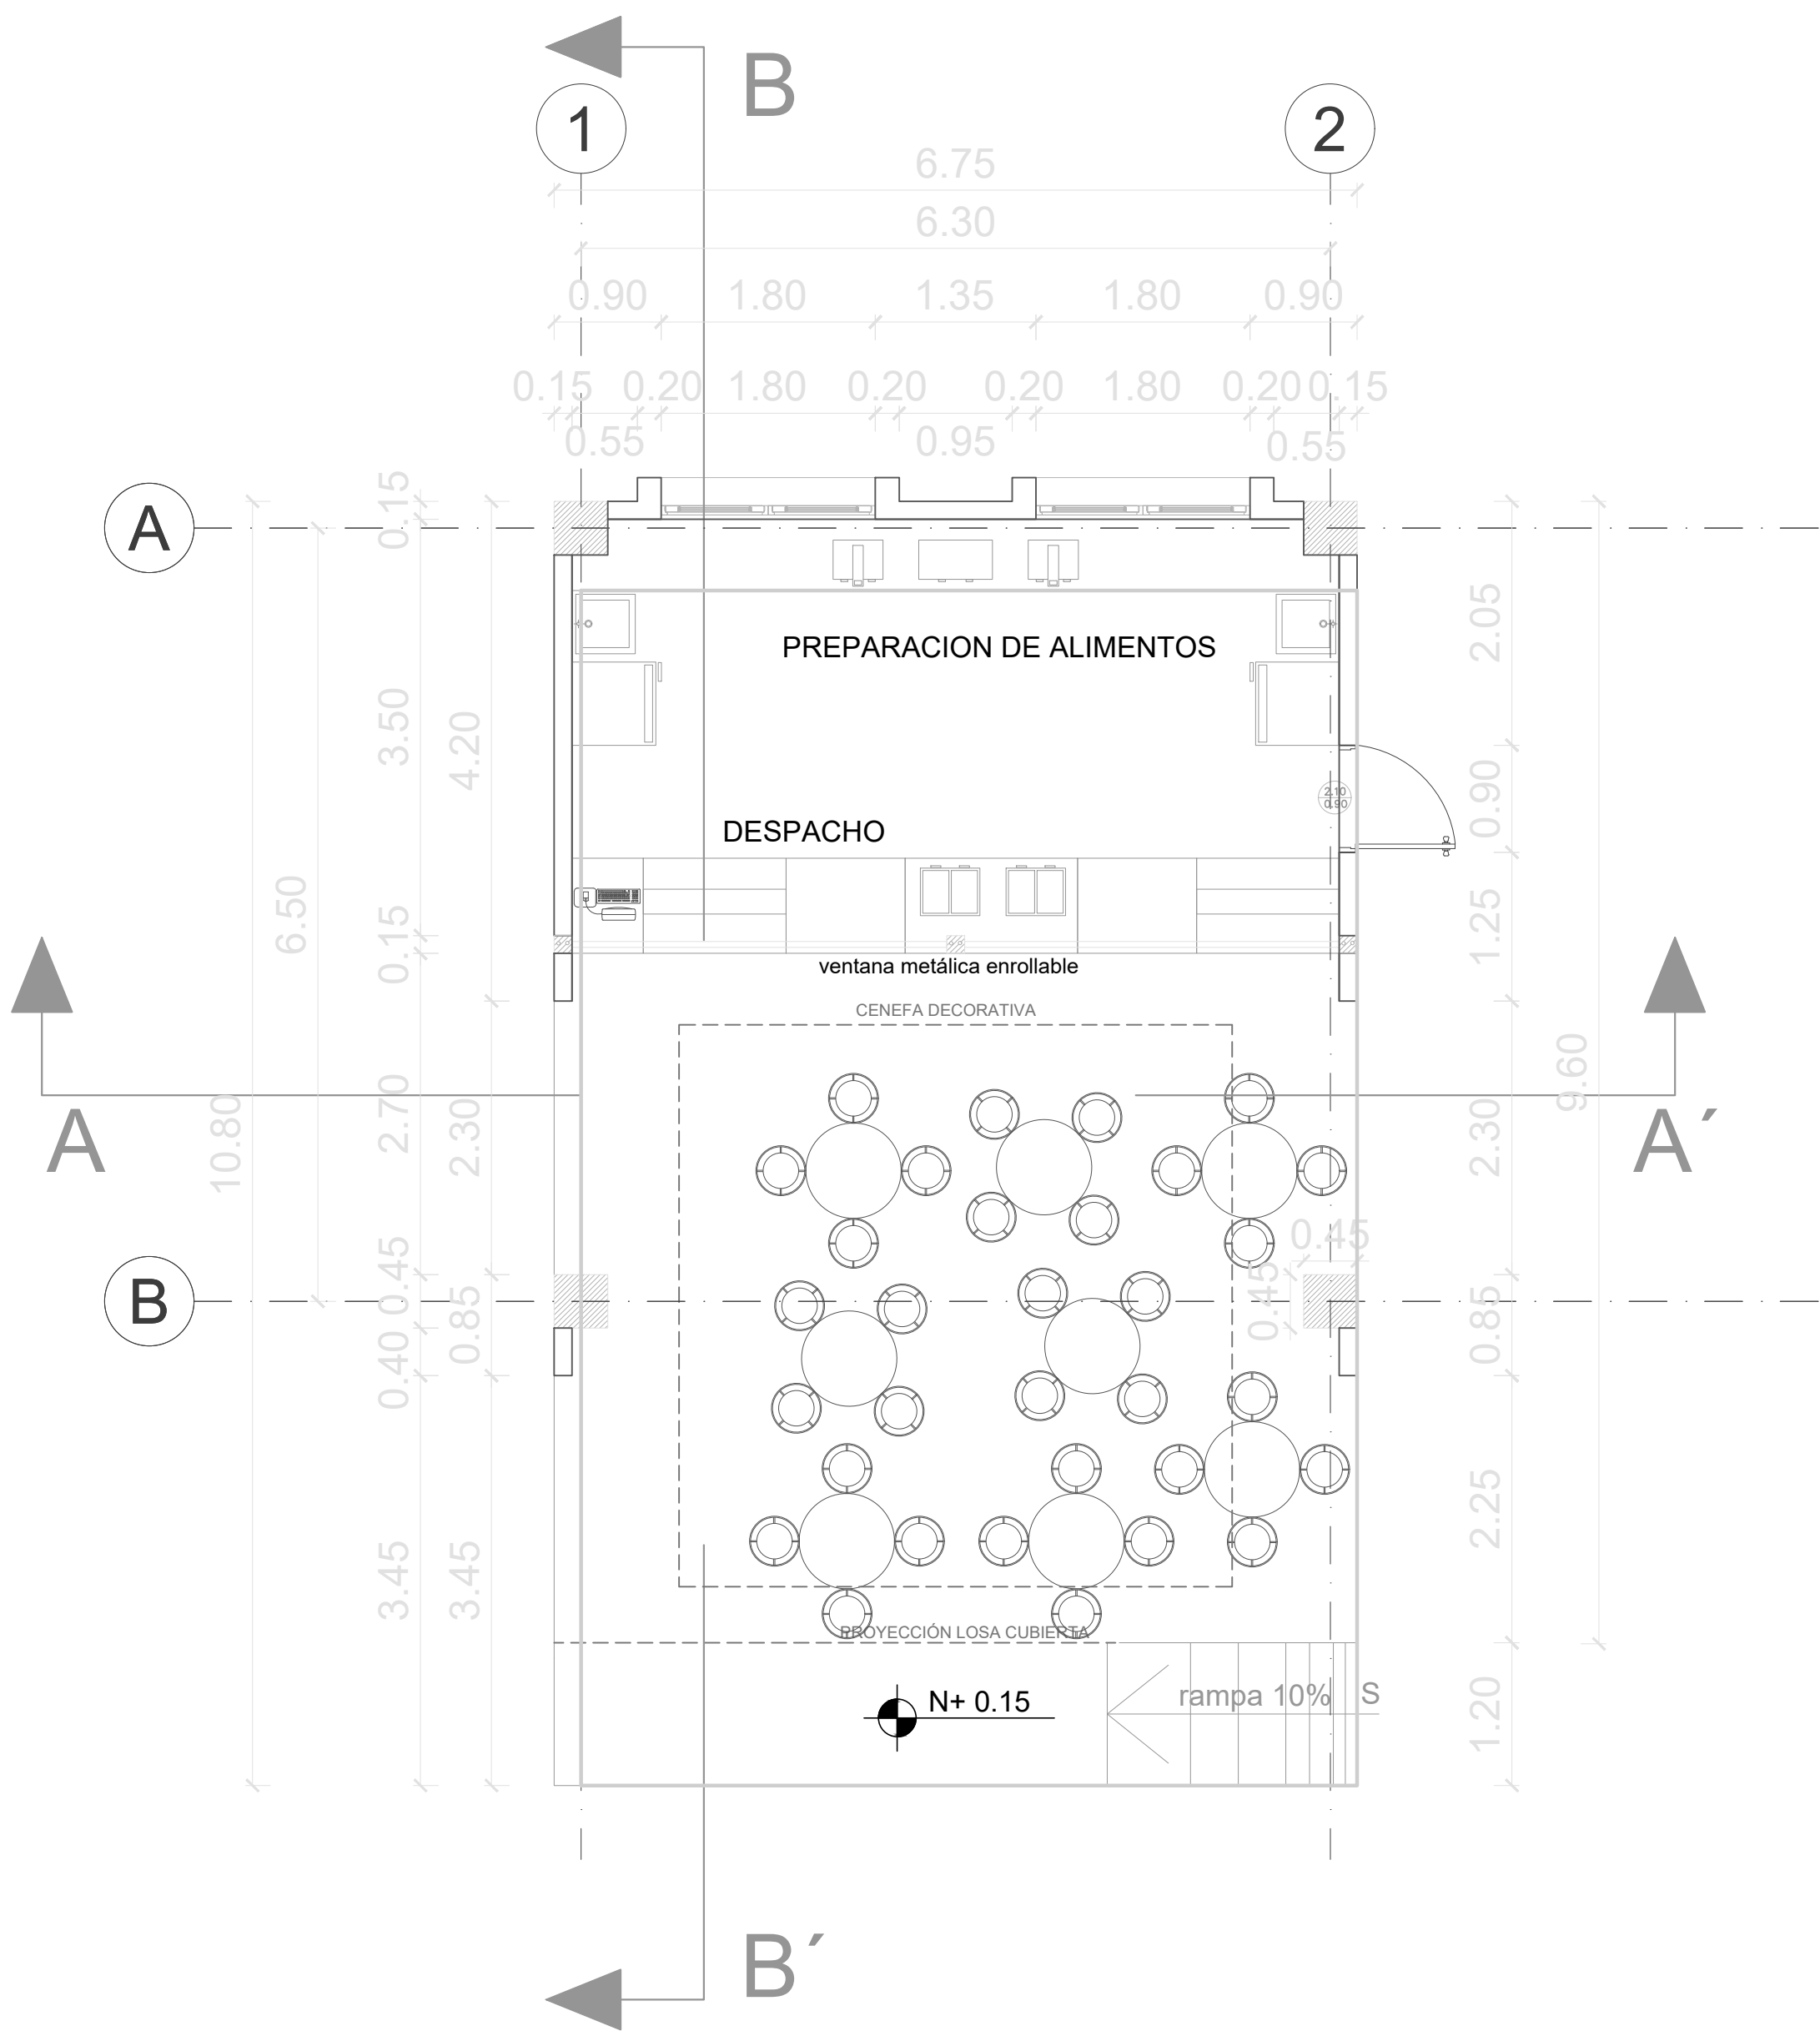 B
1
2
6.75
6.30
0.90 1.80 1.35 1.80 0.90
0.15 0.20 1.80 0.20 0.20 1.80 0.20 0.15
0.55 0.95 0.55
A
0.15
3.50
4.20
6.50
0.15
2.70
2.30
10.80
0.45
0.40
0.85
3.45
3.45
PREPARACION DE ALIMENTOS
2.05
2.10
0.90
0.90
DESPACHO
1.25
ventana metálica enrollable
CENEFA DECORATIVA
9.60
A
A´
2.30
0.45
0.45
B
0.85
2.25
PROYECCIÓN LOSA CUBIERTA
N+ 0.15
rampa 10% S
1.20
B´